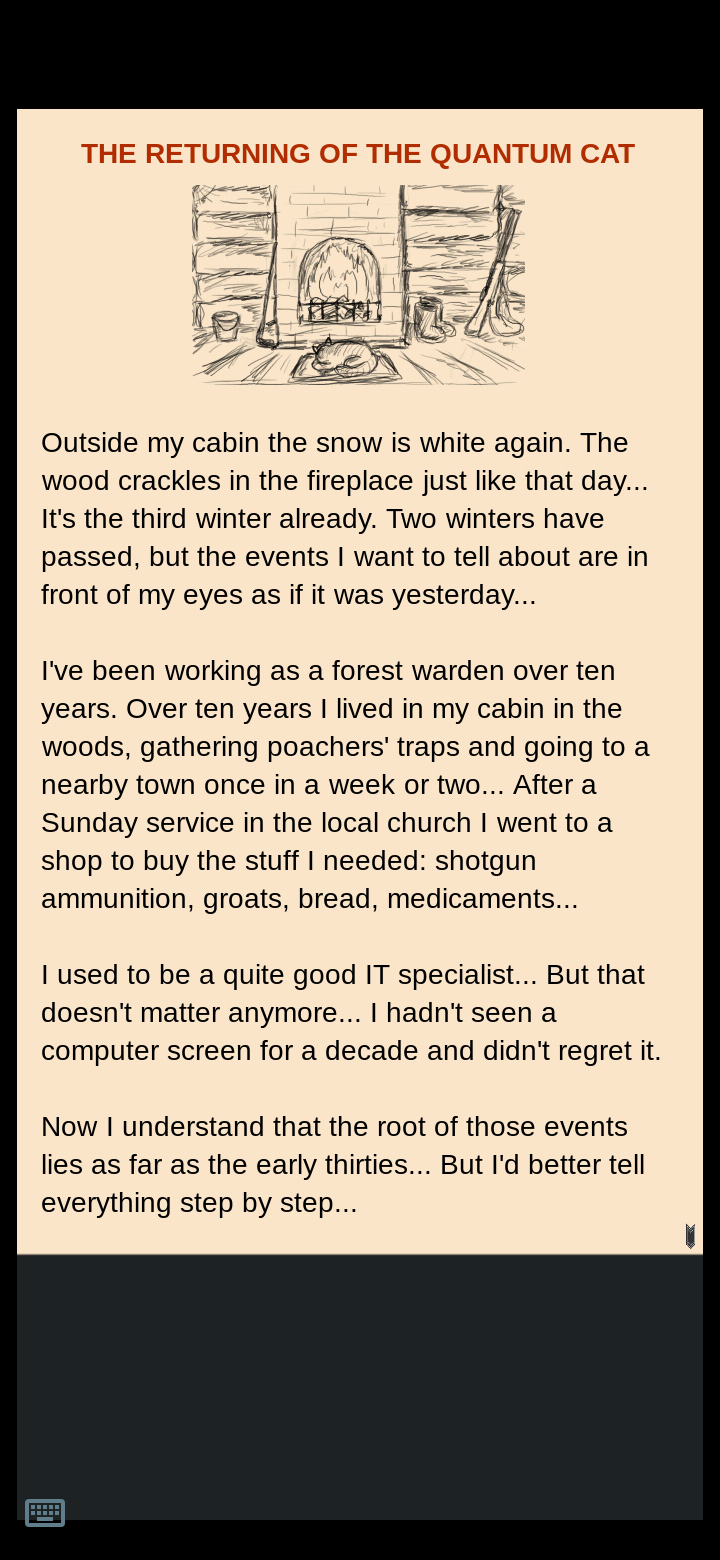 THE RETURNING OF THE QUANTUM CAT
Outside my cabin the snow is white again. The
wood crackles in the fireplace just like that day...
It's the third winter already. Two winters have
passed, but the events I want to tell about are in
front of my eyes as if it was yesterday...
I've been working as a forest warden over ten
years. Over ten years I lived in my cabin in the
woods, gathering poachers' traps and going to a
nearby town once in a week or two... After a
Sunday service in the local church I went to a
shop to buy the stuff I needed: shotgun
ammunition, groats, bread, medicaments...
I used to be a quite good IT specialist... But that
doesn't matter anymore... I hadn't seen a
computer screen for a decade and didn't regret it.
Now I understand that the root of those events
lies as far as the early thirties... But I'd better tell
everything step by step...